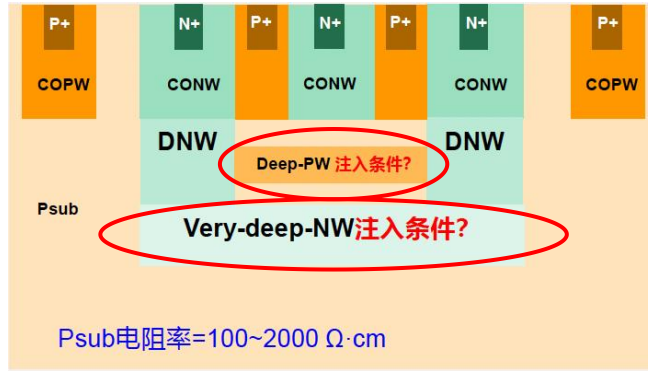 P+ N+ P+ N+ P+ N+ P+
COPW CONW CONW CONW COPW
DNW DNW
Deep-PW 注入条件?
Psub
Very-deep-NW注入条件?
Psub电阻率=100~2000 Ω·cm